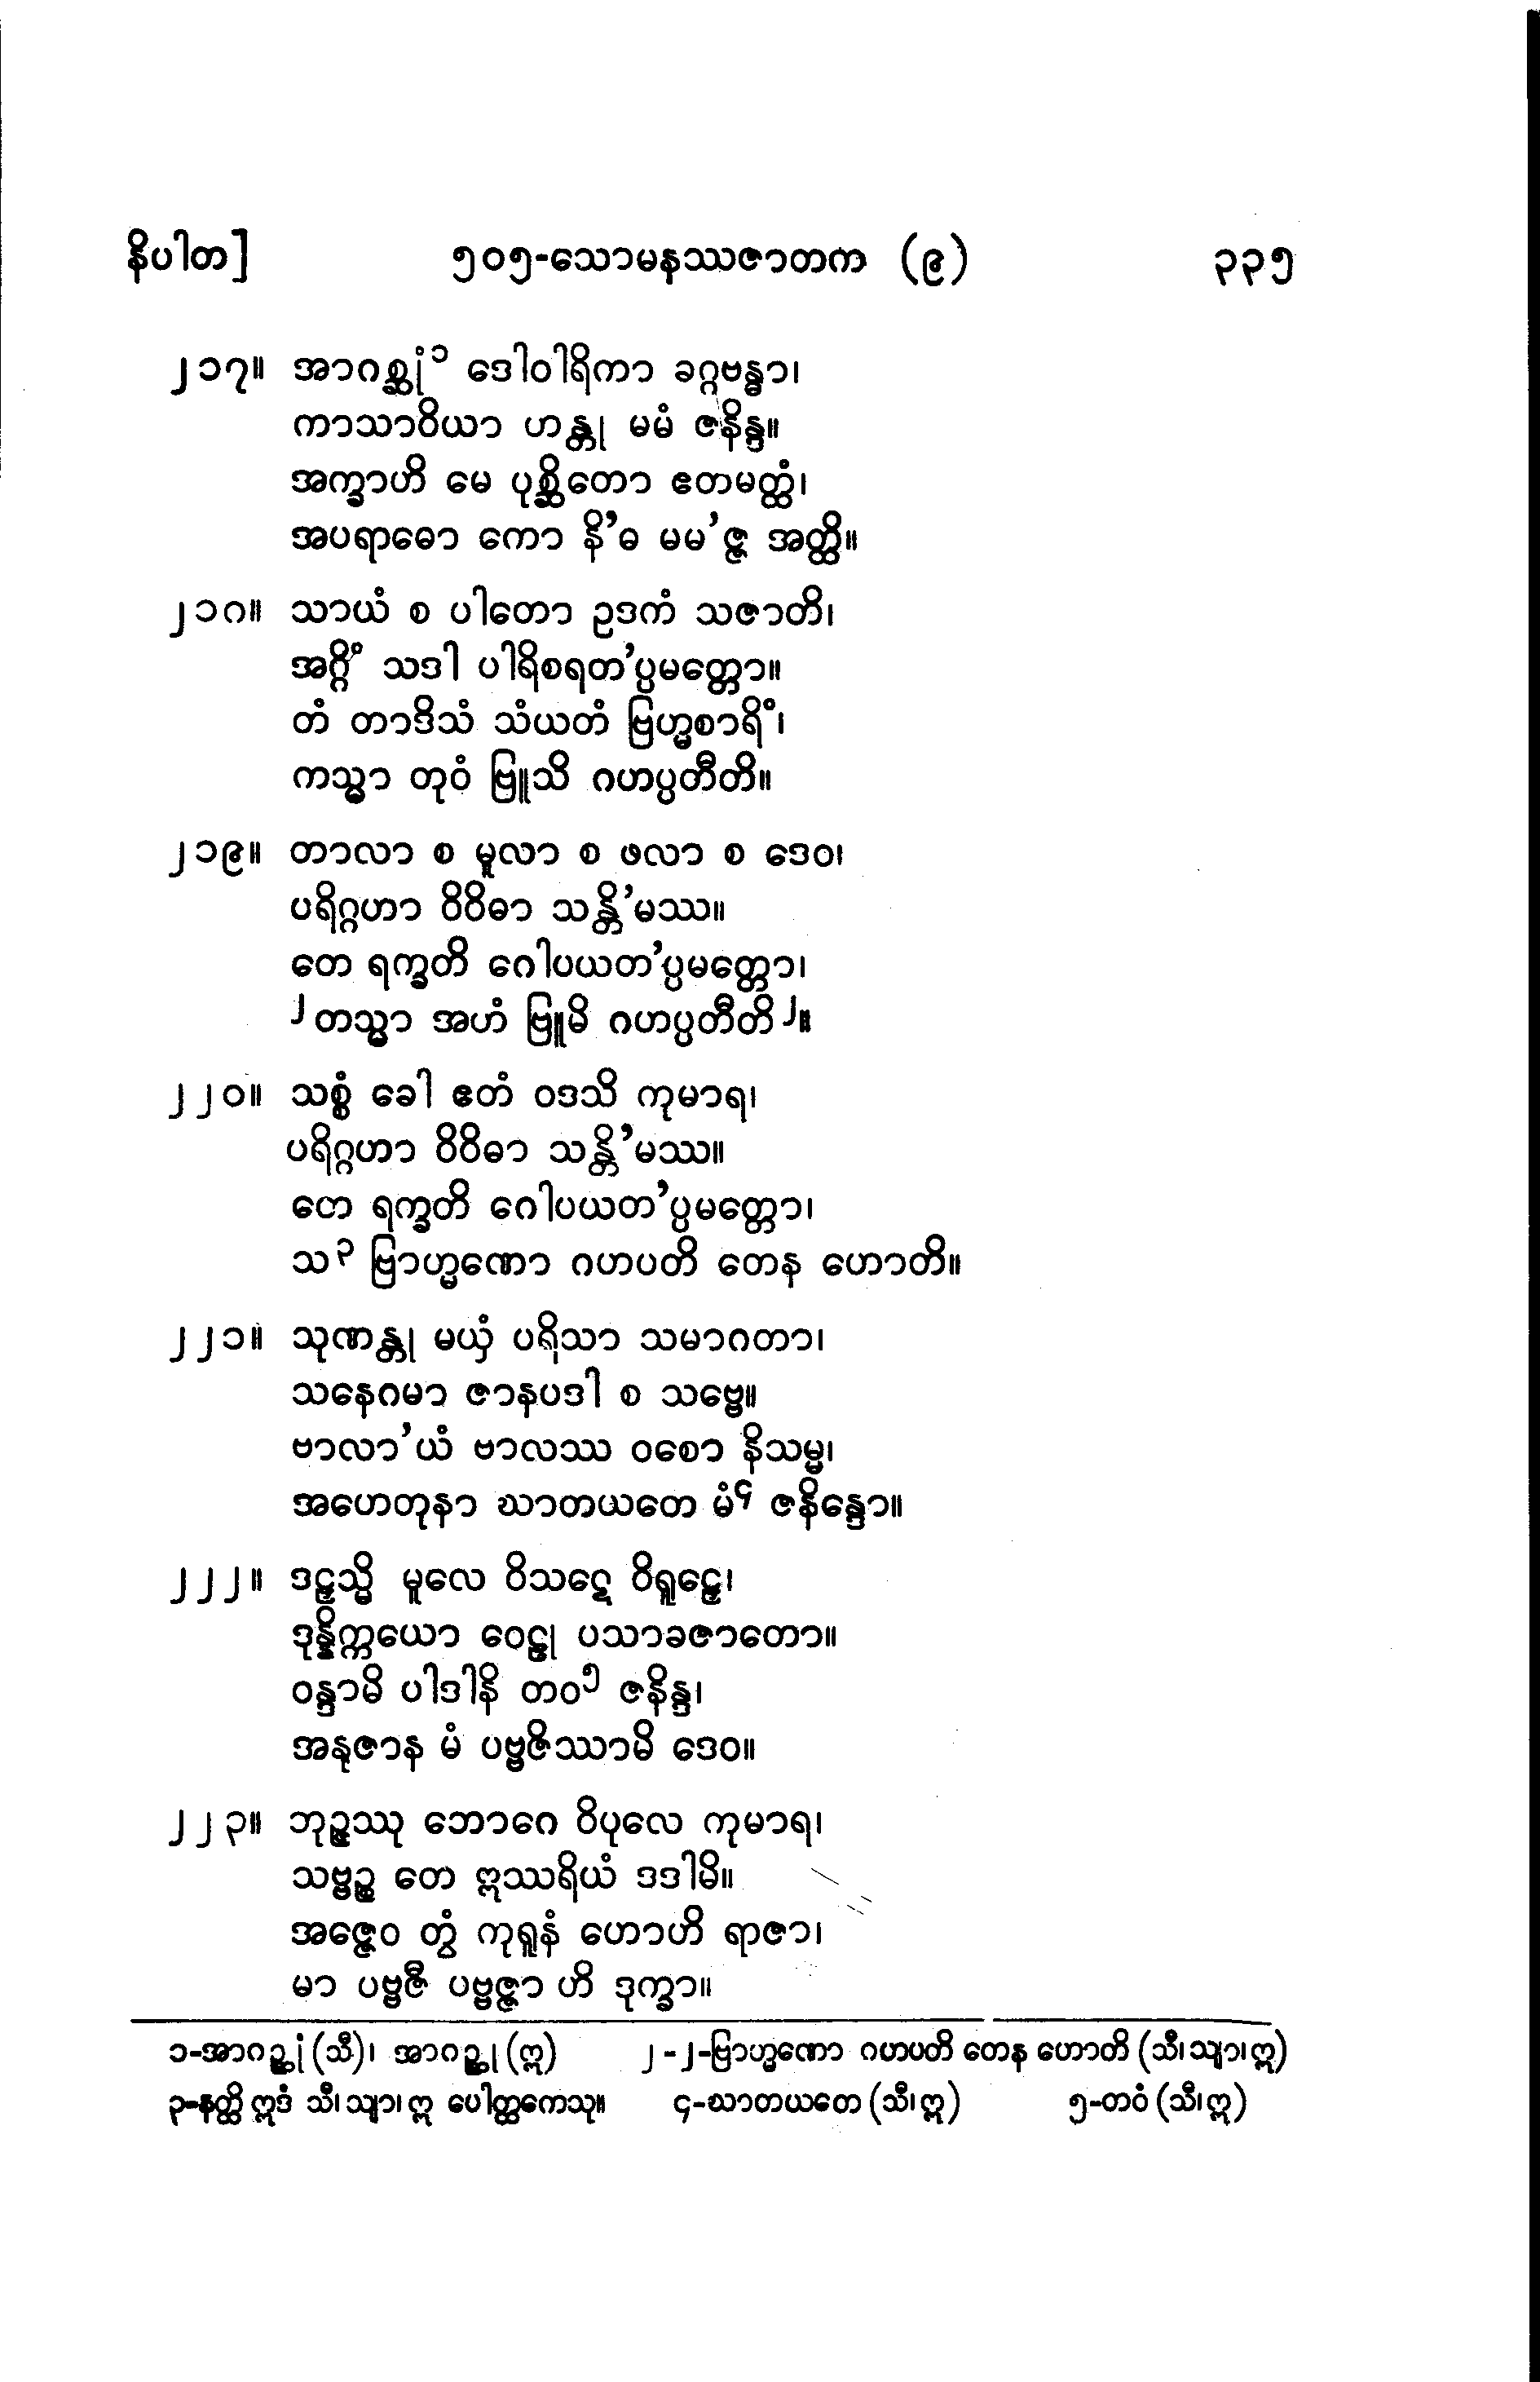 နိပါတ] ၅၀၅-သောမနဿဇာတက (၉) ၃၃၅
၂၁၇။ အာဂစ္ဆုံ၁ ဒေါဝါရိကာ ခဂ္ဂဗန္ဓာ၊
ကာသာဝိယာ ဟန္တု မမံ ဇနိန္ဒ။
အက္ခာဟိ မေ ပုစ္ဆိတော ဧတမတ္ထံ၊
အပရာဓော ကော နိ’ဓ မမ’ဇ္ဇ အတ္ထိ။
၂၁၈။ သာယံ စ ပါတော ဥဒကံ သဇာတိ၊
အဂ္ဂိံ သဒါ ပါရိစရတ’ပ္ပမတ္တော။
တံ တာဒိသံ သံယတံ ဗြဟ္မစာရိံ၊
ကသ္မာ တုဝံ ဗြူသိ ဂဟပ္ပတီတိ။
၂၁၉။ တာလာ စ မူလာ စ ဖလာ စ ဒေဝ၊
ပရိဂ္ဂဟာ ဝိဝိဓာ သန္တိ’မဿ။
တေ ရက္ခတိ ဂေါပယတ’ပ္ပမတ္တော၊
၂တသ္မာ အဟံ ဗြူမိ ဂဟပ္ပတီတိ၂။
၂၂၀။ သစ္စံ ခေါ ဧတံ ဝဒသိ ကုမာရ၊
ပရိဂ္ဂဟာ ဝိဝိဓာ သန္တိ’မဿ။
တေ ရက္ခတိ ဂေါပယတ’ပ္ပမတ္တော၊
သ၃ ဗြာဟ္မဏော ဂဟပတိ တေန ဟောတိ။
၂၂၁။ သုဏန္တု မယှံ ပရိသာ သမာဂတာ၊
သနေဂမာ ဇာနပဒါ စ သဗ္ဗေ။
ဗာလာ’ယံ ဗာလဿ ဝစော နိသမ္မ၊
အဟေတုနာ ဃာတယတေ မံ၄ ဇနိန္ဒော။
၂၂၂။ ဒဠှသ္မိ မူလေ ဝိသဋေ ဝိရူဠှေ၊
ဒုန္နိက္ကယော ဝေဠု ပသာခဇာတော။
ဝန္ဒာမိ ပါဒါနိ တဝ၅ ဇနိန္ဒ၊
အနုဇာန မံ ပဗ္ဗဇိဿာမိ ဒေဝ။
၂၂၃။ ဘုဉ္ဇဿု ဘောဂေ ဝိပုလေ ကုမာရ၊
သဗ္ဗဉ္စ တေ ဣဿရိယံ ဒဒါမိ။
အဇ္ဇေဝ တွံ ကုရူနံ ဟောဟိ ရာဇာ၊
မာ ပဗ္ဗဇီ ပဗ္ဗဇ္ဇာ ဟိ ဒုက္ခာ။
၁-အာဂဉ္ဆုံ (သီ)၊ အာဂဉ္ဆု (ဣ) ၂-၂-ဗြာဟ္မဏော ဂဟပတိ တေန ဟောတိ (သီ၊ သျာ၊ ဣ)
၃-နတ္ထိ ဣဒံ သီ၊ သျာ၊ ဣ ပေါတ္ထကေသု။ ၄-ဃာတယတေ (သီ၊ ဣ) ၅-တဝံ (သီ၊ ဣ)